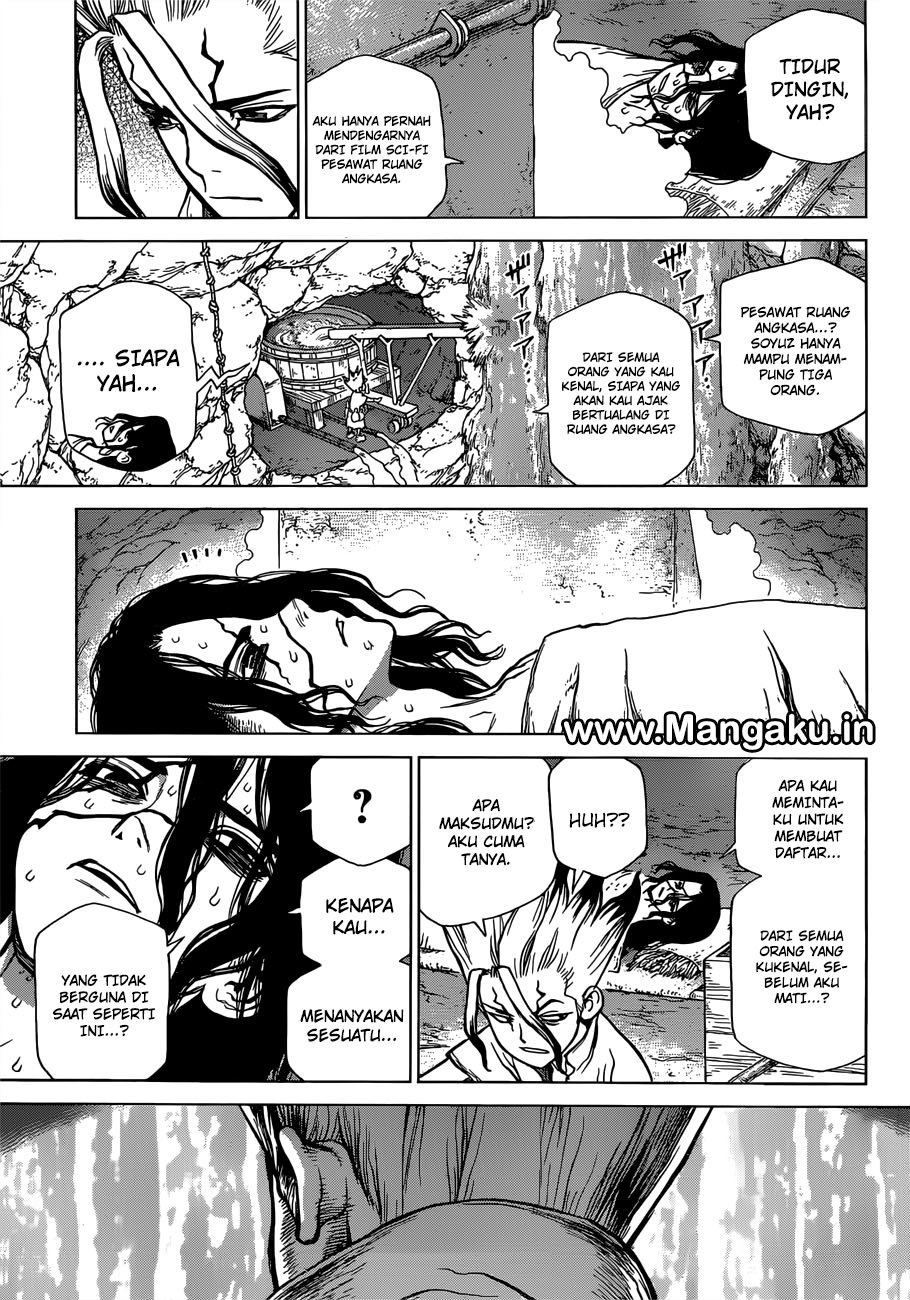 TIDUR
DINGIN,
YAH?
AKU HANYA PERNAH
MENDENGARNYA
DARI FILM SCI-FI
PESAWAT RUANG
ANGKASA.
PESAWAT RUANG
ANGKASA...?
SOYUZ HANYA
MAMPU MENAM-
PUNG TIGA
ORANG.
DARI SEMUA
ORANG YANG KAU
KENAL, SIAPA YANG
AKAN KAU AJAK
BERTUALANG DI
RUANG ANGKASA?
.... SIAPA
YAH...
www.Mangaku.in
APA KAU
MEMINTA-
KU UNTUK
MEMBUAT
DAFTAR...
DARI SEMUA
ORANG YANG
KUKENAL, SE-
BELUM AKU
MATI...?
HUH??
APA
MAKSUDMU?
AKU CUMA
TANYA.
?
KENAPA
KAU...
MENANYAKAN
SESUATU...
YANG TIDAK
BERGUNA DI
SAAT SEPERTI
INI...?